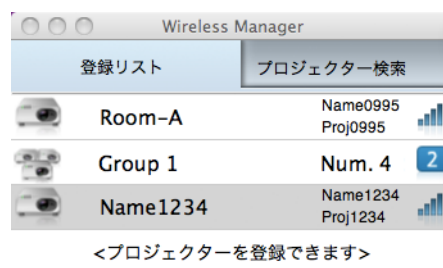 Wireless Manager
登録リスト プロジェクター検索
Room-A Name0995
Proj0995
Group 1 Num. 4 2
Name1234 Name1234
Proj1234
<プロジェクターを登録できます>